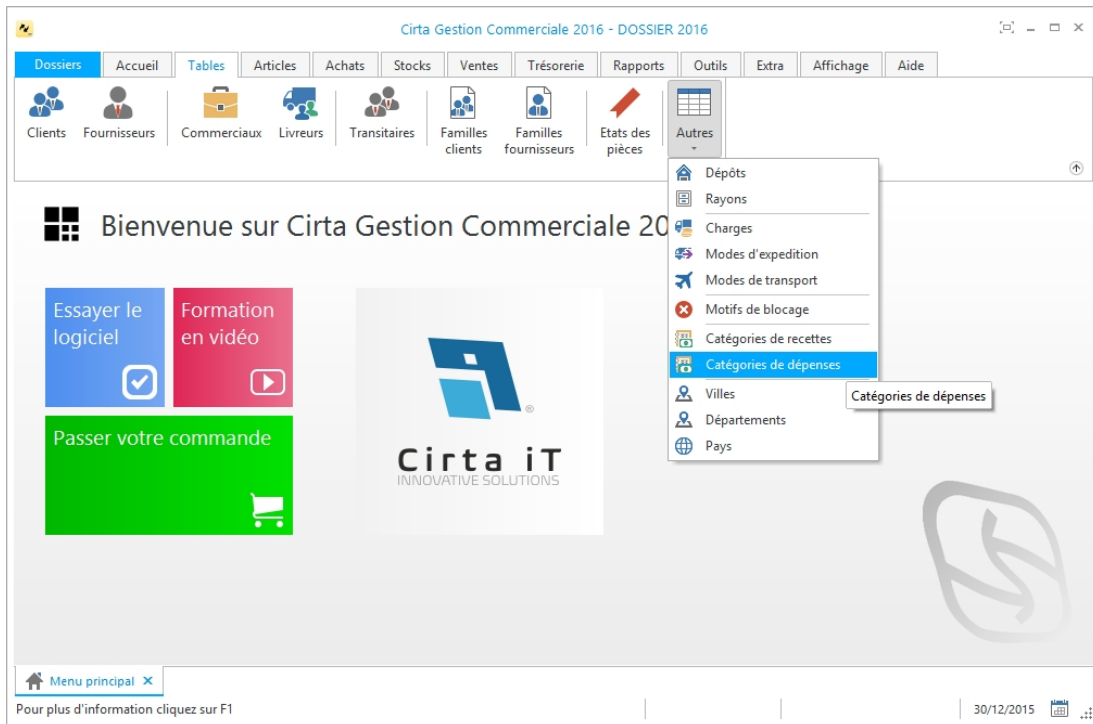 Cirta Gestion Commerciale 2016 - DOSSIER 2016
Dossiers Accueil Tables Articles Achats Stocks Ventes Trésorerie Rapports Outils Extra Affichage Aide
Clients Fournisseurs Commerciaux Livreurs Transitaires Familles clients Familles fournisseurs Etats des pièces Autres
Dépôts
Rayons
Charges
Modes d'expedition
Modes de transport
Motifs de blocage
Catégories de recettes
Catégories de dépenses
Villes
Départements
Pays
Catégories de dépenses
Bienvenue sur Cirta Gestion Commerciale 20
Essayer le
logiciel
Formation
en vidéo
Passer votre commande
Cirta iT
INNOVATIVE SOLUTIONS
Menu principal
Pour plus d'information cliquez sur F1
30/12/2015